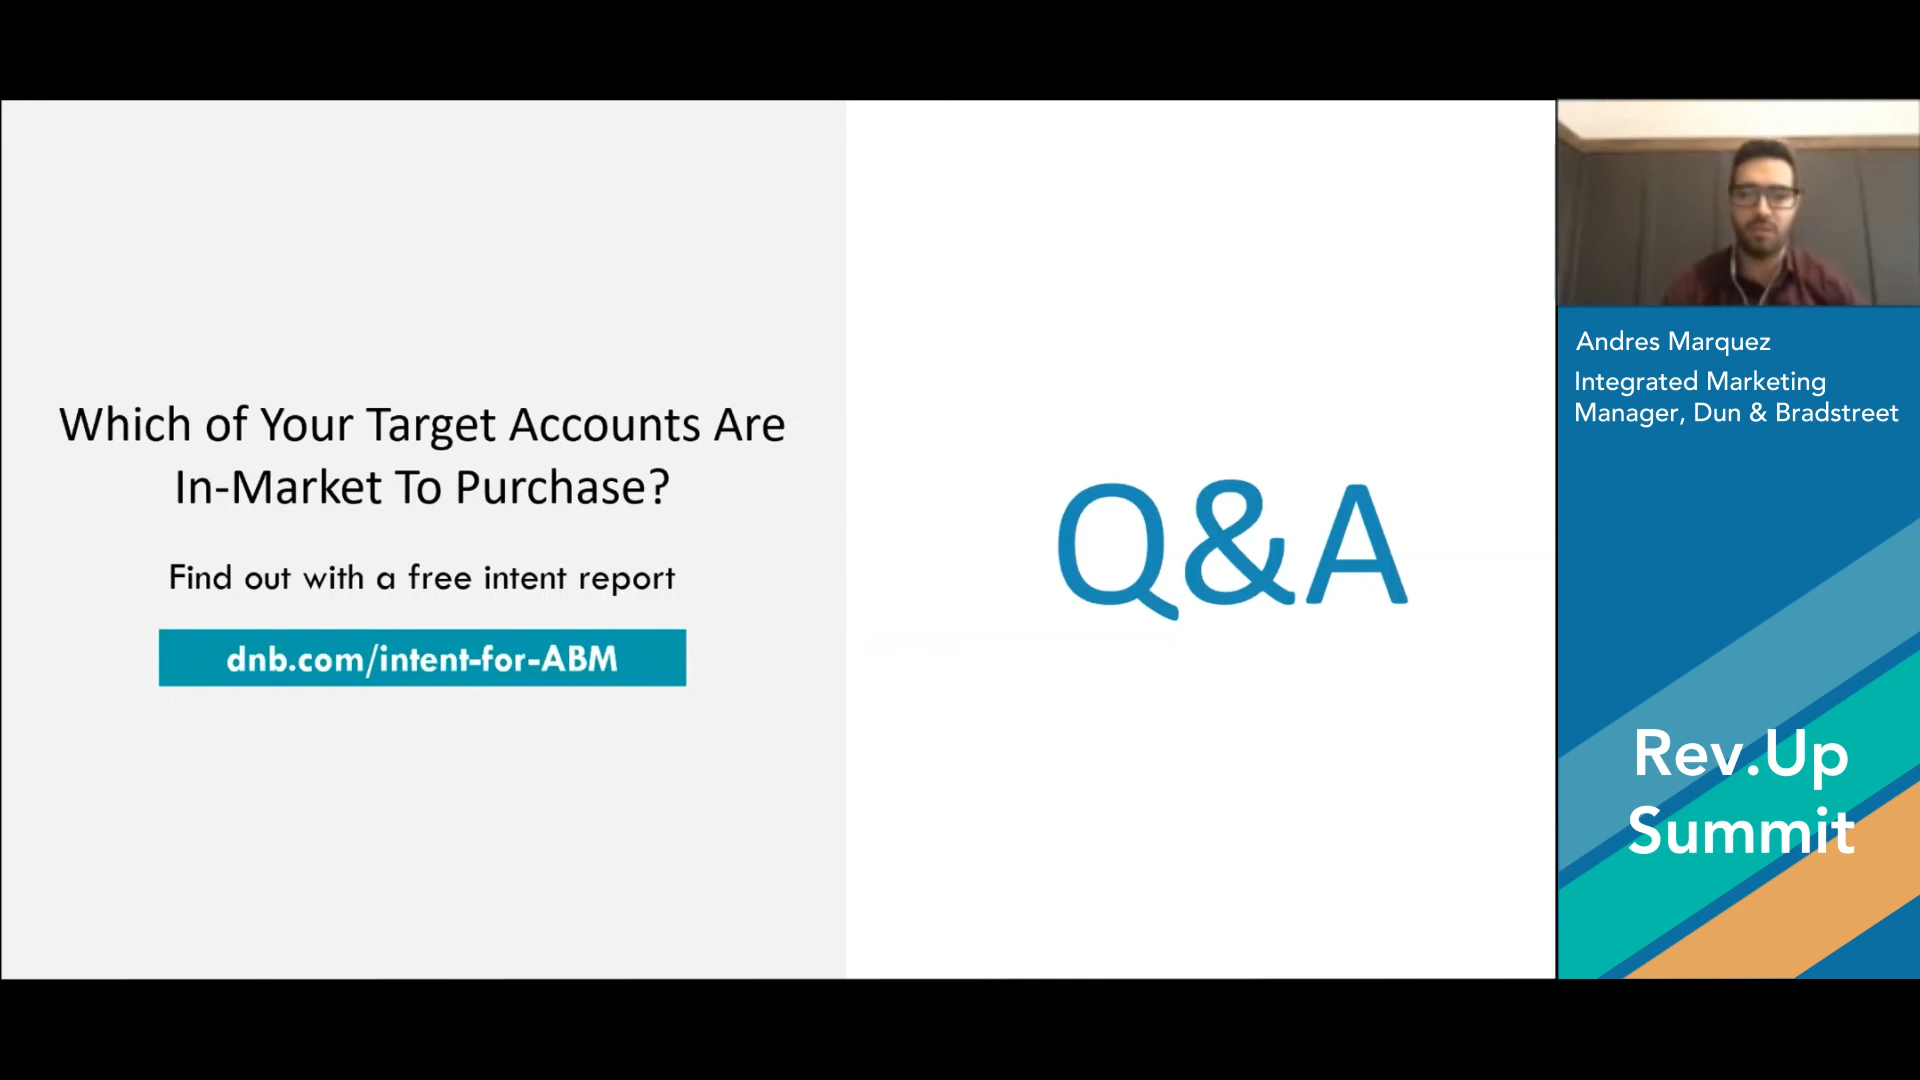 Which of Your Target Accounts Are
In-Market To Purchase?
Find out with a free intent report
dnb.com/intent-for-ABM
Q&A
Andres Marquez
Integrated Marketing
Manager, Dun & Bradstreet
Rev.Up
Summit